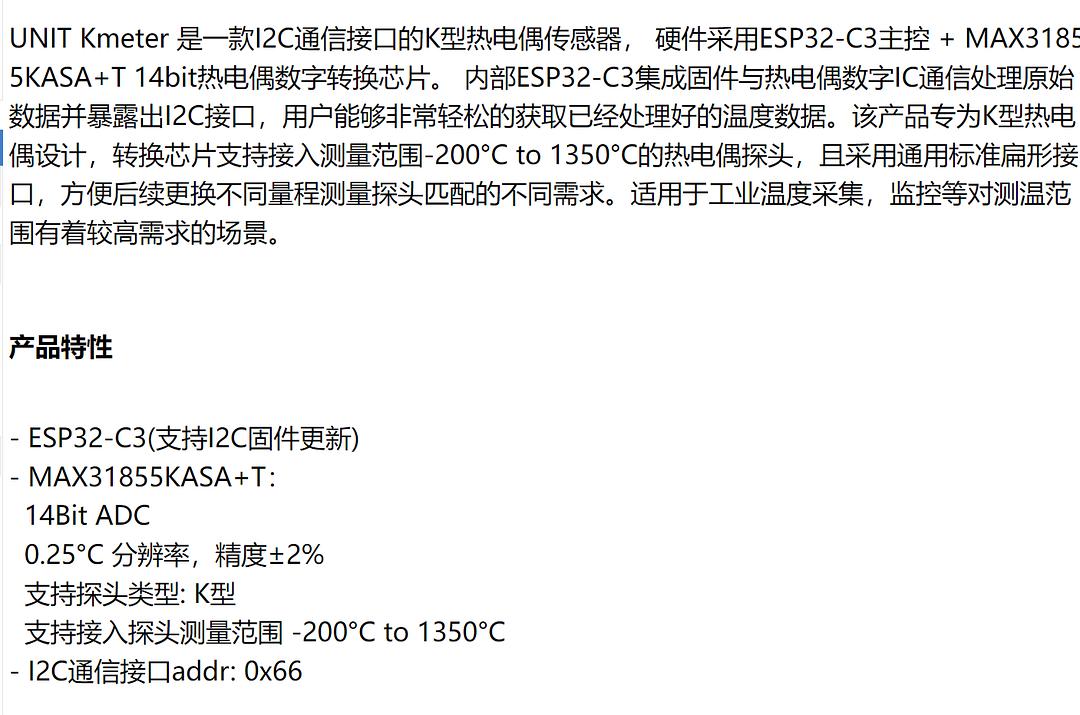 UNIT Kmeter 是一款I2C通信接口的K型热电偶传感器， 硬件采用ESP32-C3主控 + MAX3185
5KASA+T 14bit热电偶数字转换芯片。 内部ESP32-C3集成固件与热电偶数字IC通信处理原始
数据并暴露出I2C接口，用户能够非常轻松的获取已经处理好的温度数据。该产品专为K型热电
偶设计，转换芯片支持接入测量范围-200°C to 1350°C的热电偶探头，且采用通用标准扁形接
口，方便后续更换不同量程测量探头匹配的不同需求。适用于工业温度采集，监控等对测温范
围有着较高需求的场景。
产品特性
- ESP32-C3(支持I2C固件更新)
- MAX31855KASA+T：
14Bit ADC
0.25°C 分辨率，精度±2%
支持探头类型: K型
支持接入探头测量范围 -200°C to 1350°C
- I2C通信接口addr: 0x66